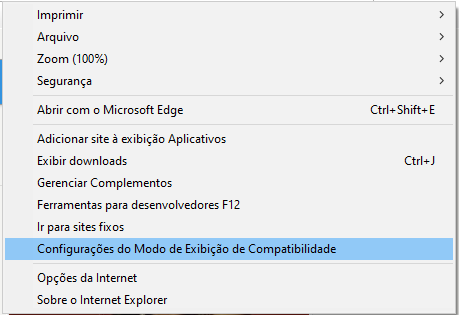 Imprimir
Arquivo
Zoom (100%)
Segurança
Abrir com o Microsoft Edge Ctrl+Shift+E
Adicionar site à exibição Aplicativos
Exibir downloads Ctrl+J
Gerenciar Complementos
Ferramentas para desenvolvedores F12
Ir para sites fixos
Configurações do Modo de Exibição de Compatibilidade
Opções da Internet
Sobre o Internet Explorer